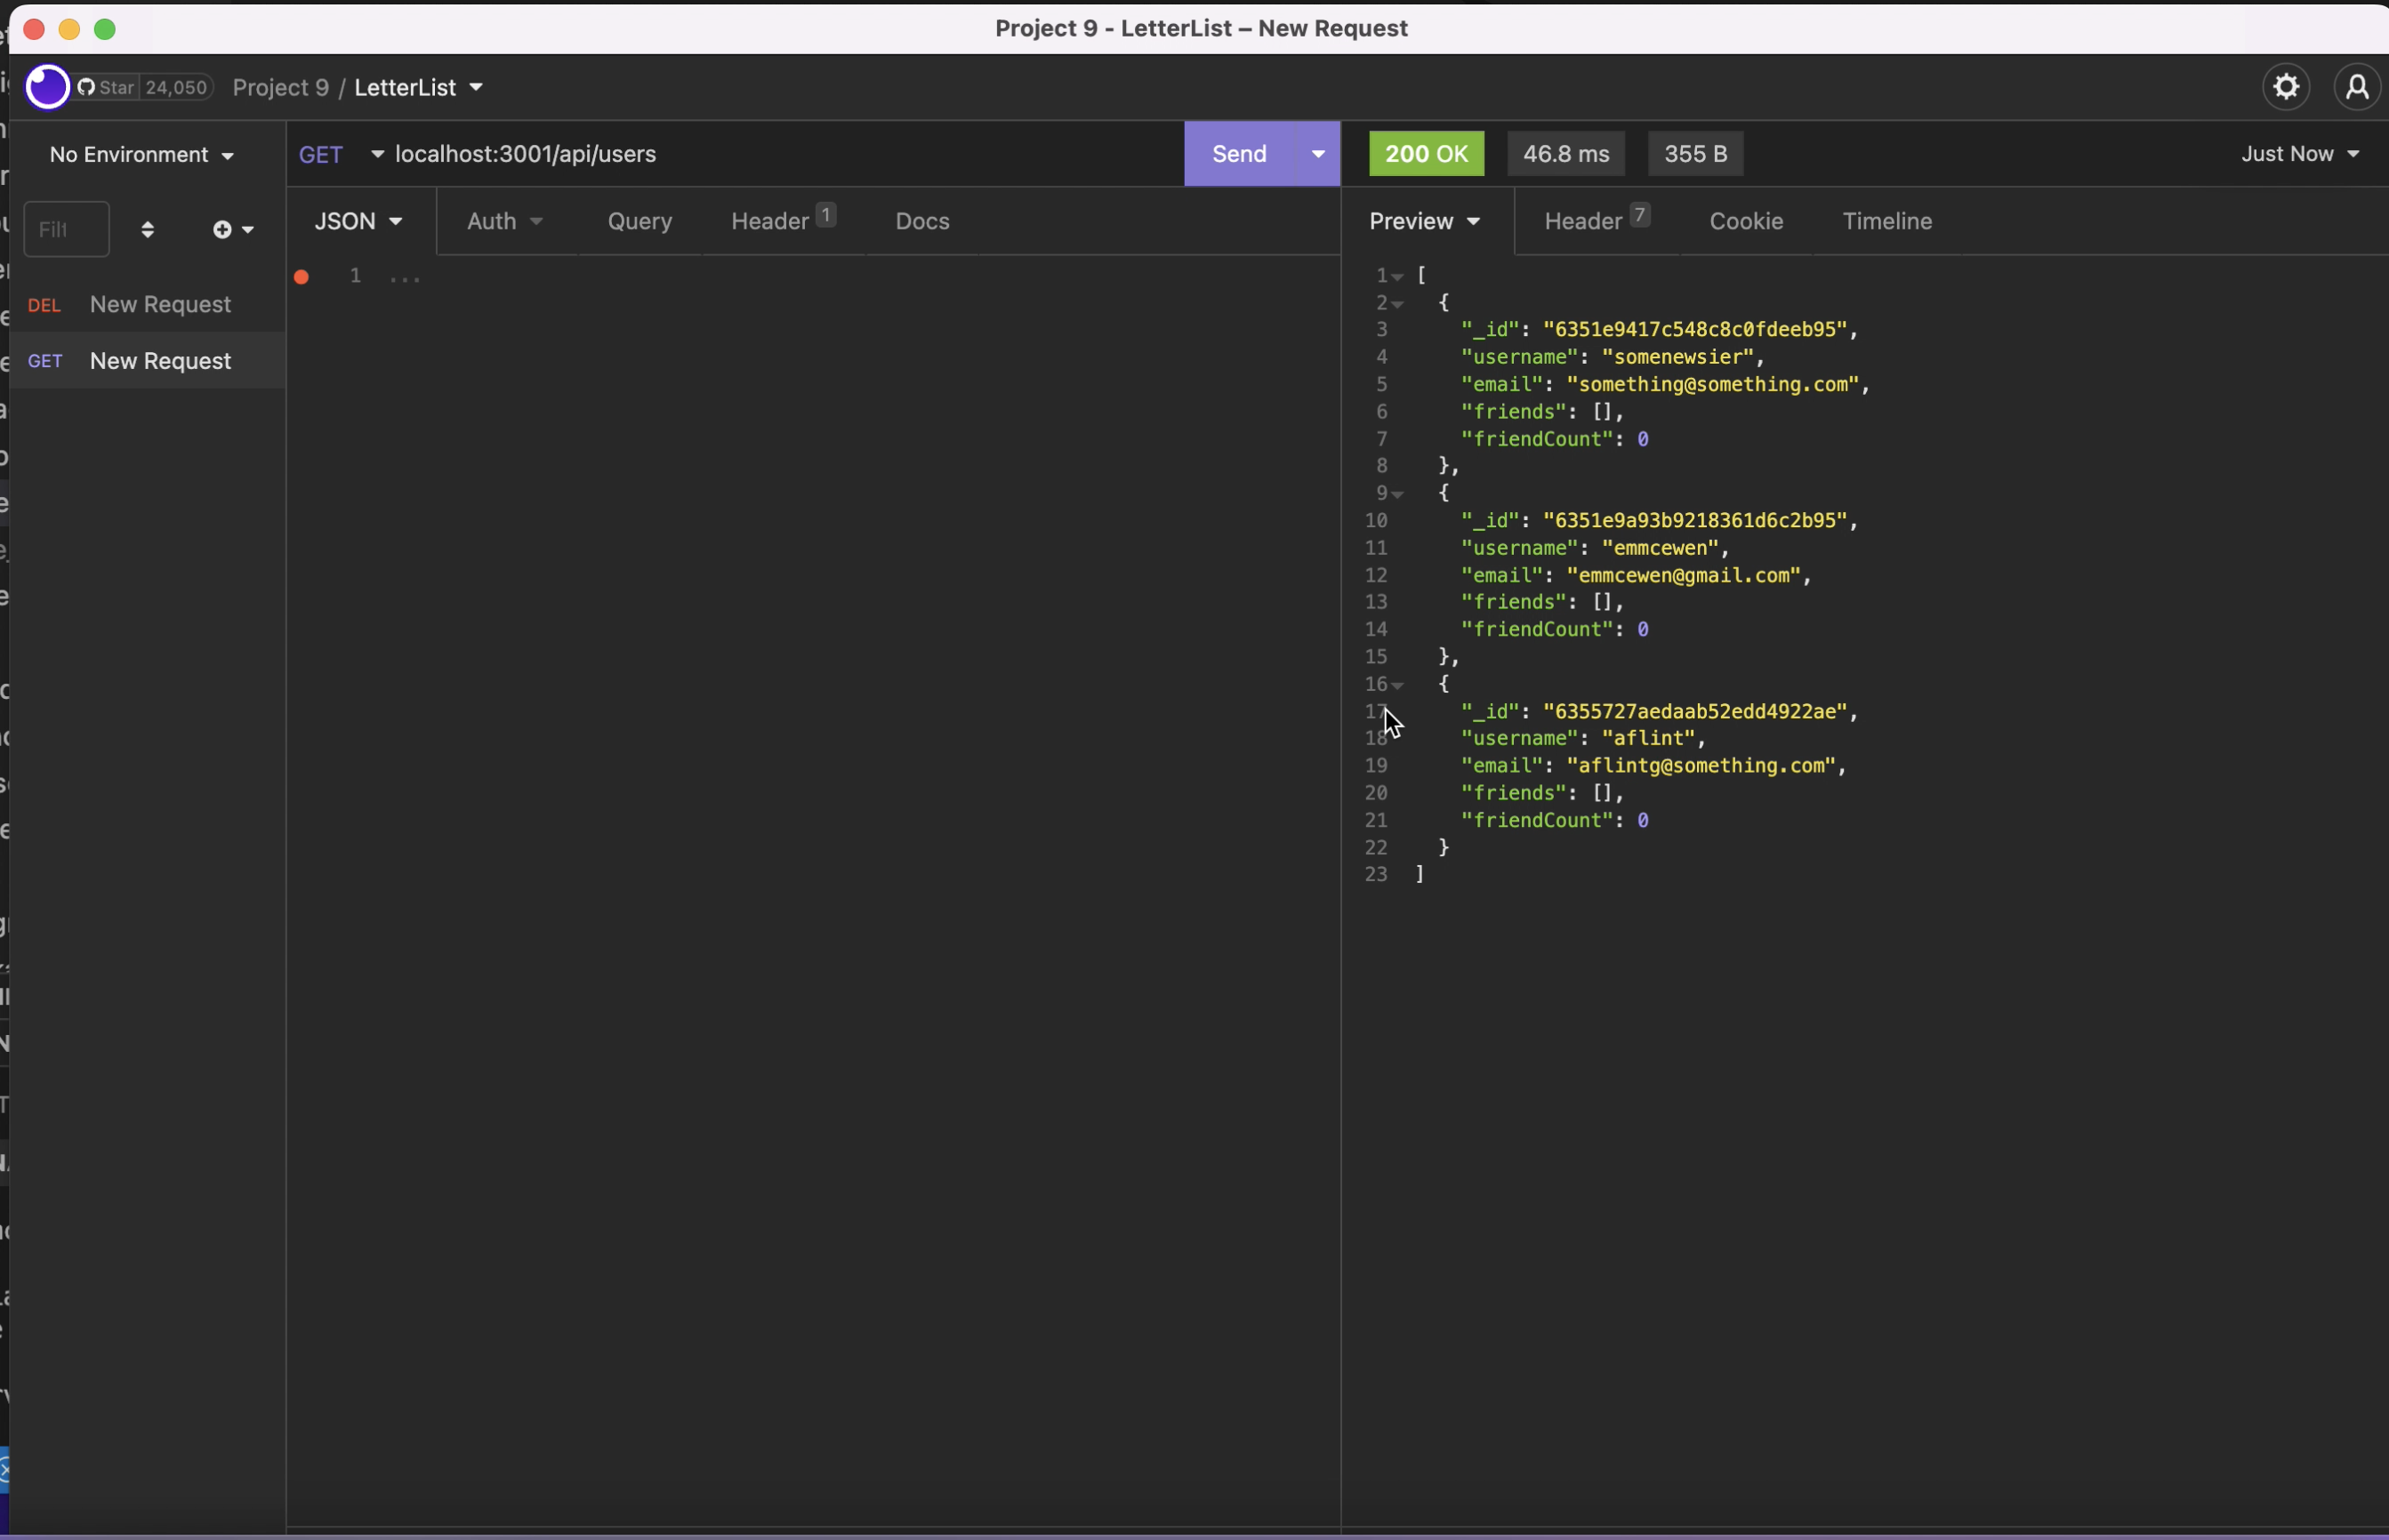 Project 9 - LetterList – New Request
Star 24,050 Project 9 / LetterList
No Environment
GET localhost:3001/api/users Send 200 OK 46.8 ms 355 B Just Now
JSON Auth Query Header 1 Docs
Preview Header 7 Cookie Timeline
Filt
DEL New Request
GET New Request
1 ...
1 [
2 {
3 "_id": "6351e9417c548c8c0fdeeb95",
4 "username": "somenewsier",
5 "email": "something@something.com",
6 "friends": [],
7 "friendCount": 0
8 },
9 {
10 "_id": "6351e9a93b9218361d6c2b95",
11 "username": "emmcewen",
12 "email": "emmcewen@gmail.com",
13 "friends": [],
14 "friendCount": 0
15 },
16 {
17 "_id": "6355727aedaab52edd4922ae",
18 "username": "aflint",
19 "email": "aflintg@something.com",
20 "friends": [],
21 "friendCount": 0
22 }
23 ]